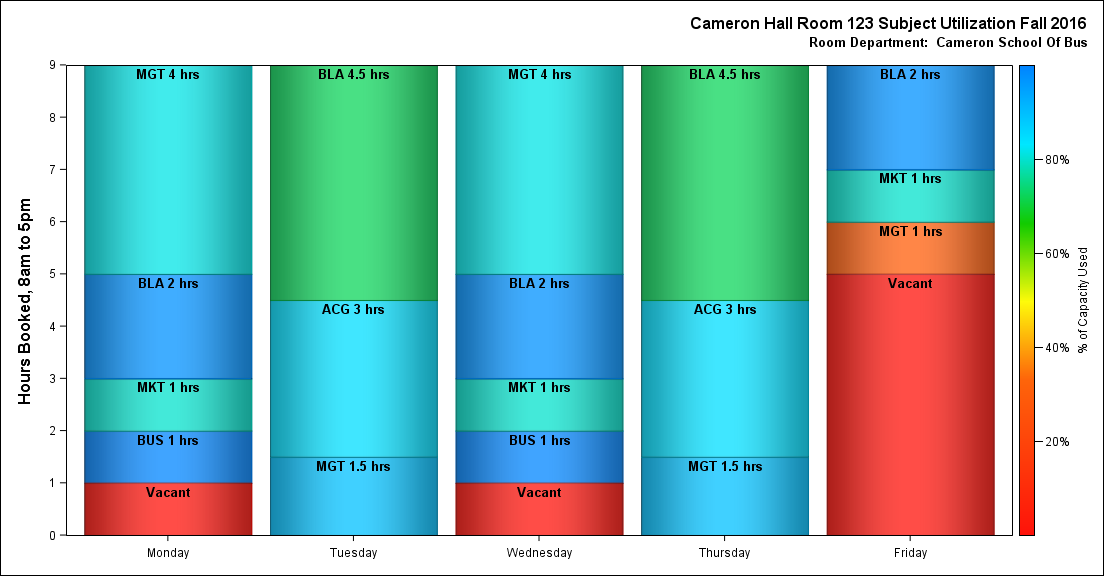 Cameron Hall Room 123 Subject Utilization Fall 2016
Room Department:  Cameron School Of Bus
Hours Booked, 8am to 5pm
9
8
7
6
5
4
3
2
1
0
MGT 4 hrs
BLA 2 hrs
MKT 1 hrs
BUS 1 hrs
Vacant
BLA 4.5 hrs
ACG 3 hrs
MGT 1.5 hrs
MGT 4 hrs
BLA 2 hrs
MKT 1 hrs
BUS 1 hrs
Vacant
BLA 4.5 hrs
ACG 3 hrs
MGT 1.5 hrs
BLA 2 hrs
MKT 1 hrs
MGT 1 hrs
Vacant
Monday
Tuesday
Wednesday
Thursday
Friday
80%
60%
40%
20%
% of Capacity Used